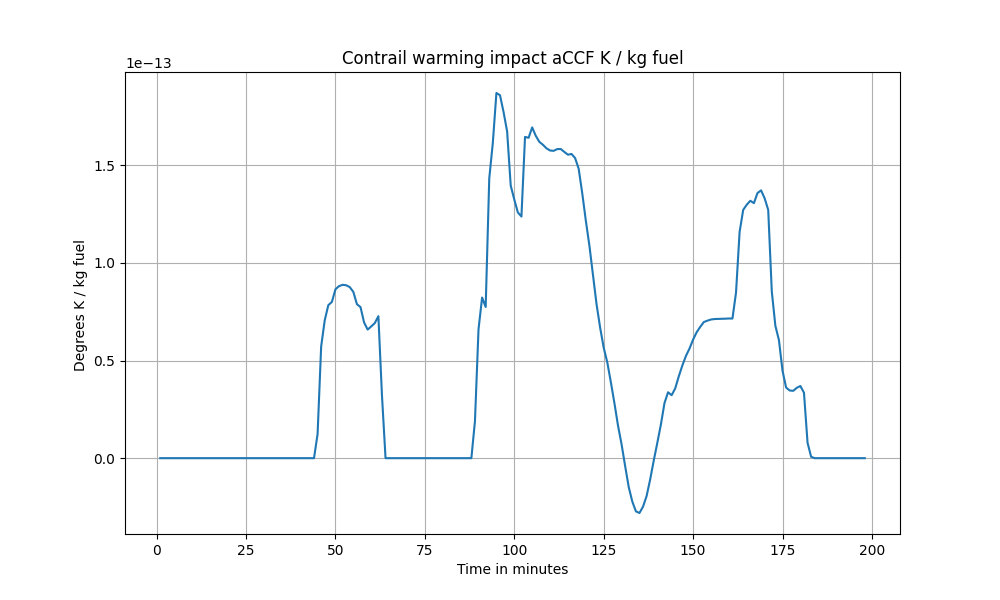 Contrail warming impact aCCF K / kg fuel
1e−13
1.5
1.0
0.5
0.0
Degrees K / kg fuel
0 25 50 75 100 125 150 175 200
Time in minutes